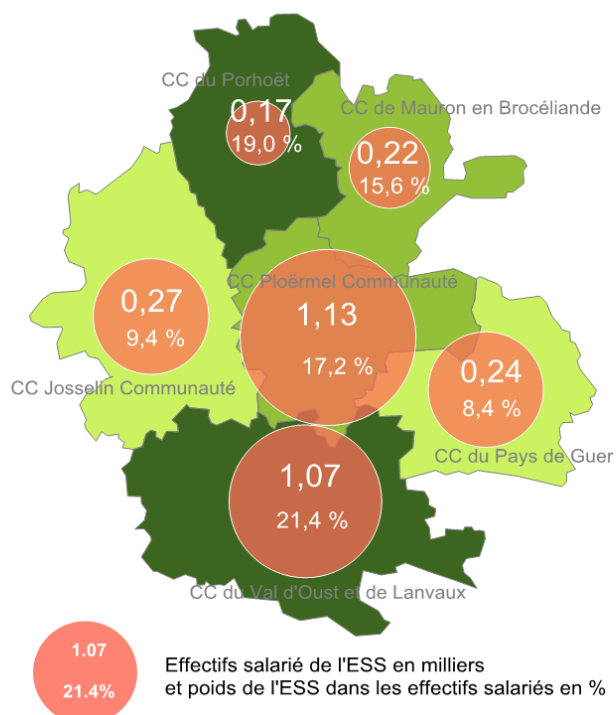 CC du Porhoët
0,17
19,0 %
CC de Mauron en Brocéliande
0,22
15,6 %
CC Ploërmel Communauté
0,27
9,4 %
1,13
17,2 %
0,24
8,4 %
CC Josselin Communauté
CC du Pays de Guer
1,07
21,4 %
CC du Val d'Oust et de Lanvaux
1.07
21.4%
Effectifs salarié de l'ESS en milliers
et poids de l'ESS dans les effectifs salariés en %